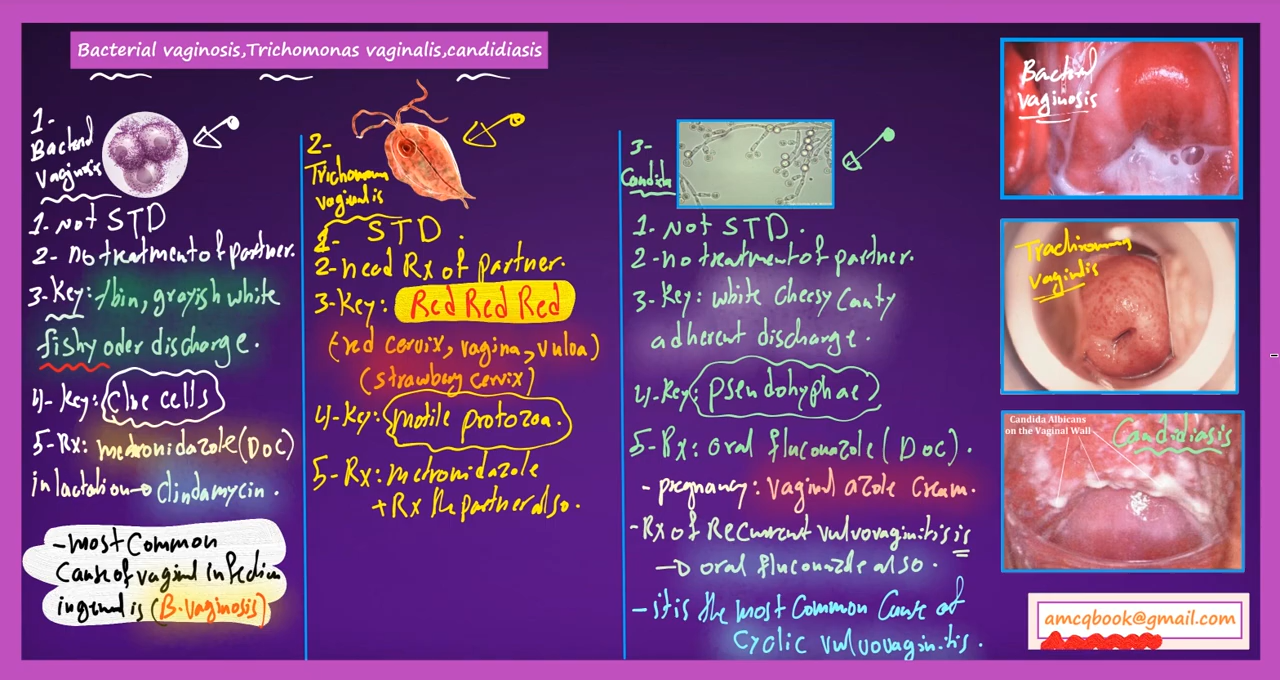 Bacterial vaginosis,Trichomonas vaginalis,candidiasis
1-
Bacterial
vaginosis
1- Not STD
2- no treatment of partner.
3- Key: thin, grayish white
fishy oder discharge.
4- Key: clue cells
5- Rx: metronidazole (DOC)
in lactation → Clindamycin.
- most Common
Cause of vaginal infection
in general is (B. vaginosis)
2-
Trichomonas
vaginalis
1- STD.
2- need Rx of partner.
3- Key: Red Red Red
(red cervix, vagina, vulva)
(strawberry cervix)
4- Key: motile protozoa.
5- Rx: metronidazole
+ Rx the partner also.
3-
Candida
1- Not STD.
2- no treatment of partner.
3- Key: white cheesy
adherent discharge.
4- Key: pseudohyphae
5- Rx: oral fluconazole (DOC).
- pregnancy: vaginal azole cream.
- Rx of Recurrent vulvovaginitis is
→ oral fluconazole also.
- it is the most Common Cause of
Cyclic vulvovaginitis.
Bacterial
vaginosis
Trachiromonas
vaginalis
Candida Albicans
on the Vaginal Wall
Candidiasis
amcqbook@gmail.com